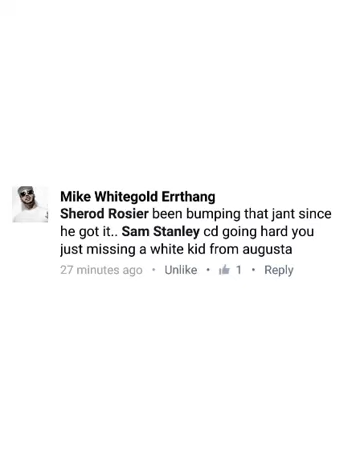 Mike Whitegold Errthang
Sherod Rosier been bumping that jant since
he got it.. Sam Stanley cd going hard you
just missing a white kid from augusta
27 minutes ago • Unlike • 1 • Reply